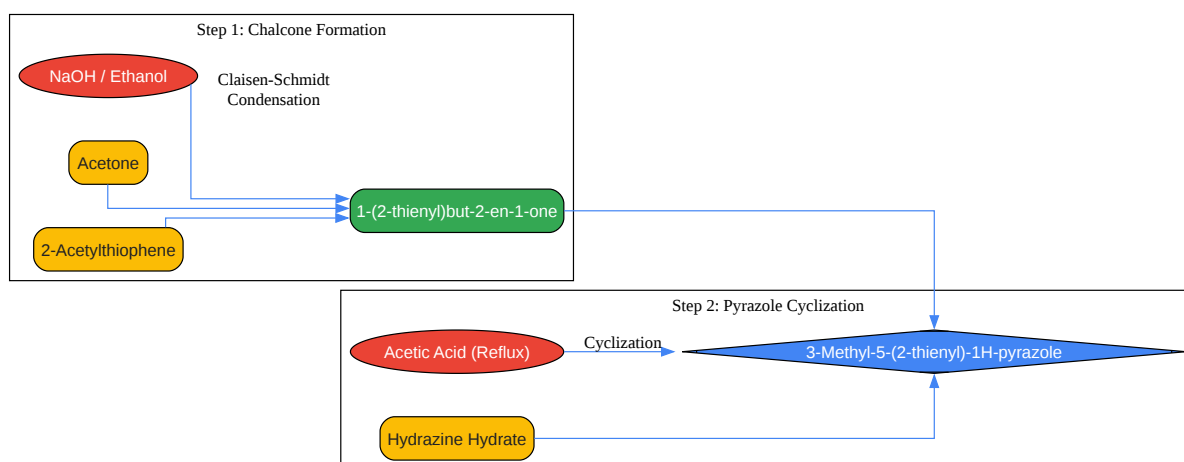 Step 1: Chalcone Formation
NaOH / Ethanol
Claisen-Schmidt
Condensation
Acetone
1-(2-thienyl)but-2-en-1-one
2-Acetylthiophene
Step 2: Pyrazole Cyclization
Acetic Acid (Reflux)
Cyclization
3-Methyl-5-(2-thienyl)-1H-pyrazole
Hydrazine Hydrate